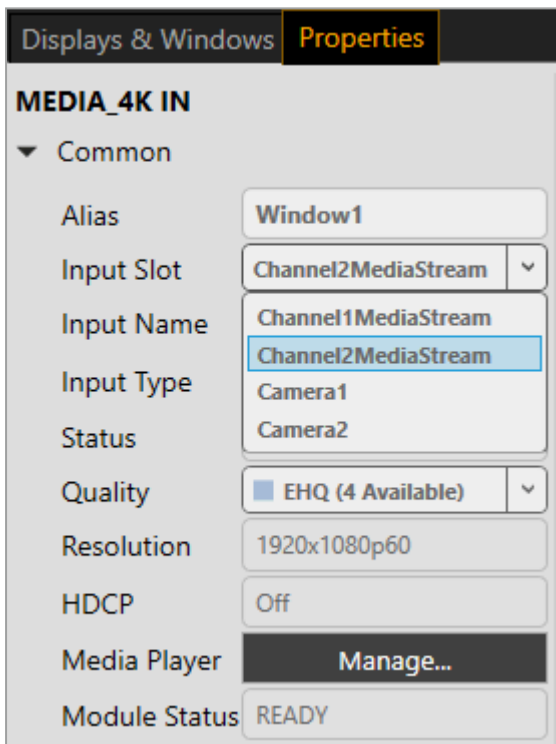 Displays & Windows Properties
MEDIA_4K IN
Common
Alias Window1
Input Slot Channel2MediaStream
Input Name Channel1MediaStream
Channel2MediaStream
Input Type Camera1
Status Camera2
Quality EHQ (4 Available)
Resolution 1920x1080p60
HDCP Off
Media Player Manage...
Module Status READY